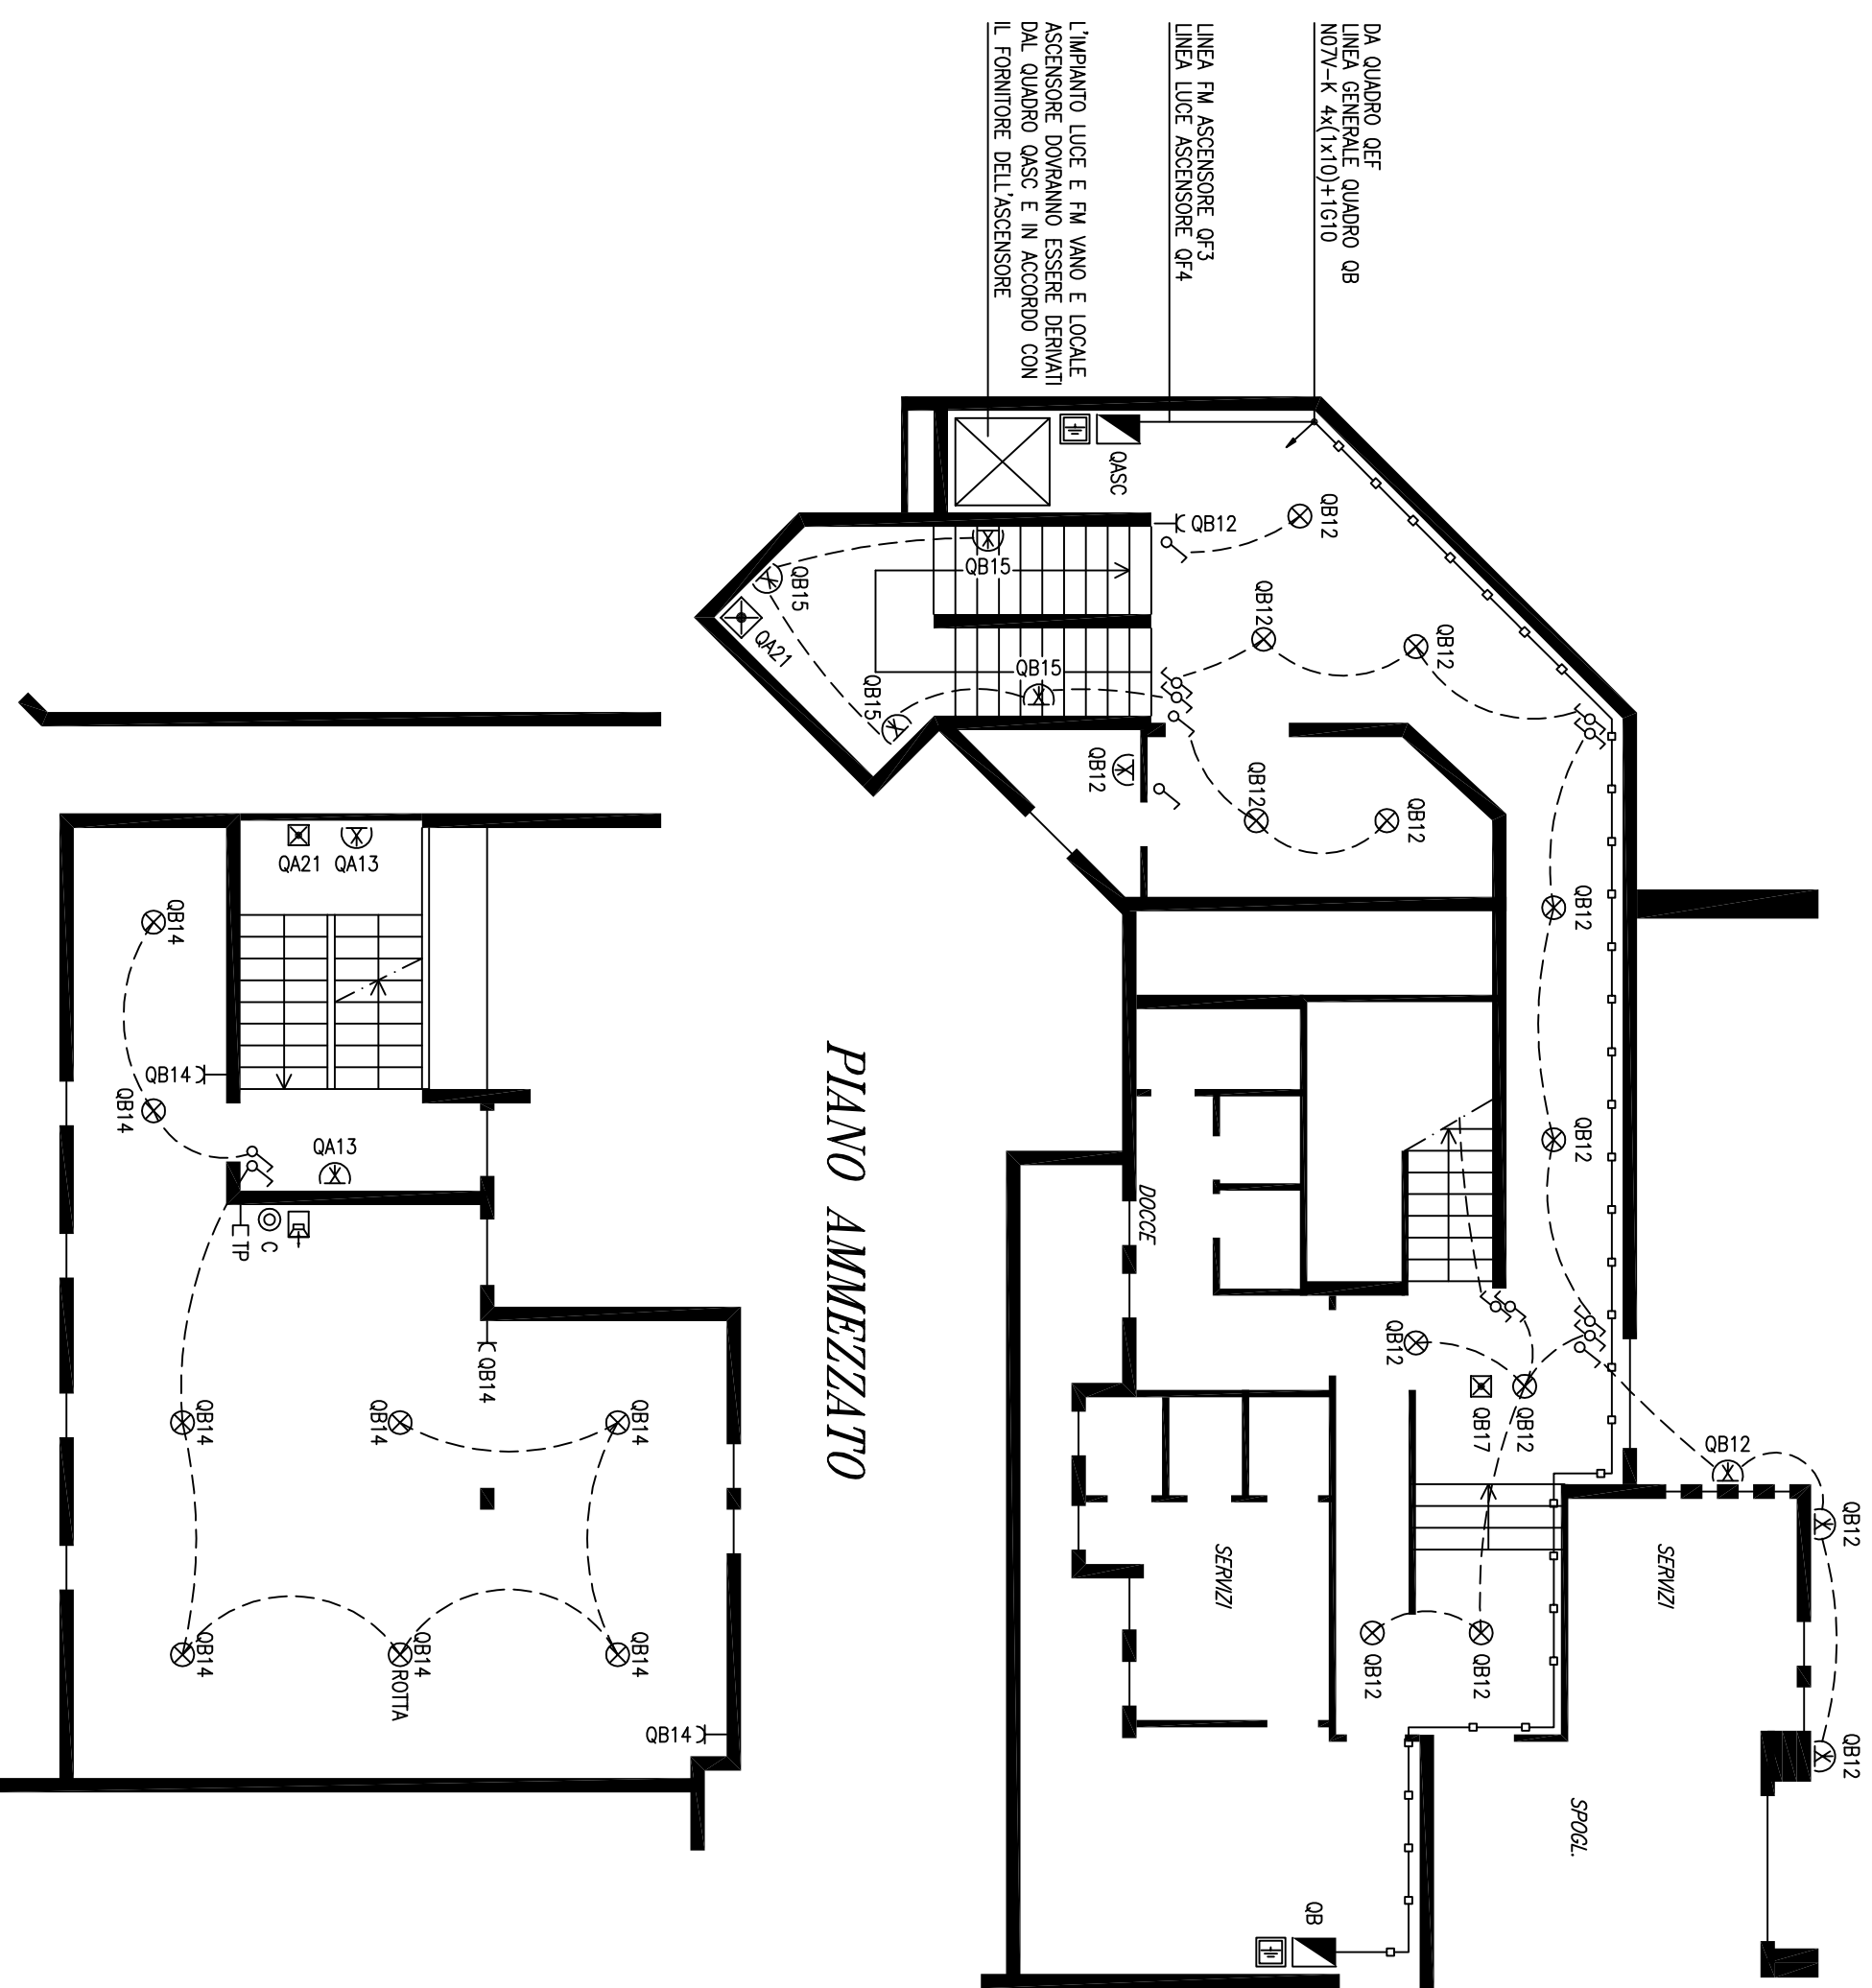 DA QUADRO QEF
LINEA GENERALE QUADRO QB
N07V-K 4x(1x10)+1G10
LINEA FM ASCENSORE QF3
LINEA LUCE ASCENSORE QF4
L'IMPIANTO LUCE E FM VANO E LOCALE
ASCENSORE DOVRANNO ESSERE DERIVATI
DAL QUADRO QASC E IN ACCORDO CON
IL FORNITORE DELL'ASCENSORE
QASC
QB12
QB12
QB12
QB12
QB15
QB15
QA21
QB15
QB15
QB12
QB12
QB12
QB12
QB12
DOCCE
QB12
QB17
QB12
QB12
QB12
QB12
SERVIZI
SERVIZI
QB12
QB12
SPOGL.
QB
PIANO AMMEZZATO
QA21
QA13
QB14
QB14
QB14
QA13
TP
C
QB14
QB14
QB14
QB14
QB14
QB14
ROTTA
QB14
QB14